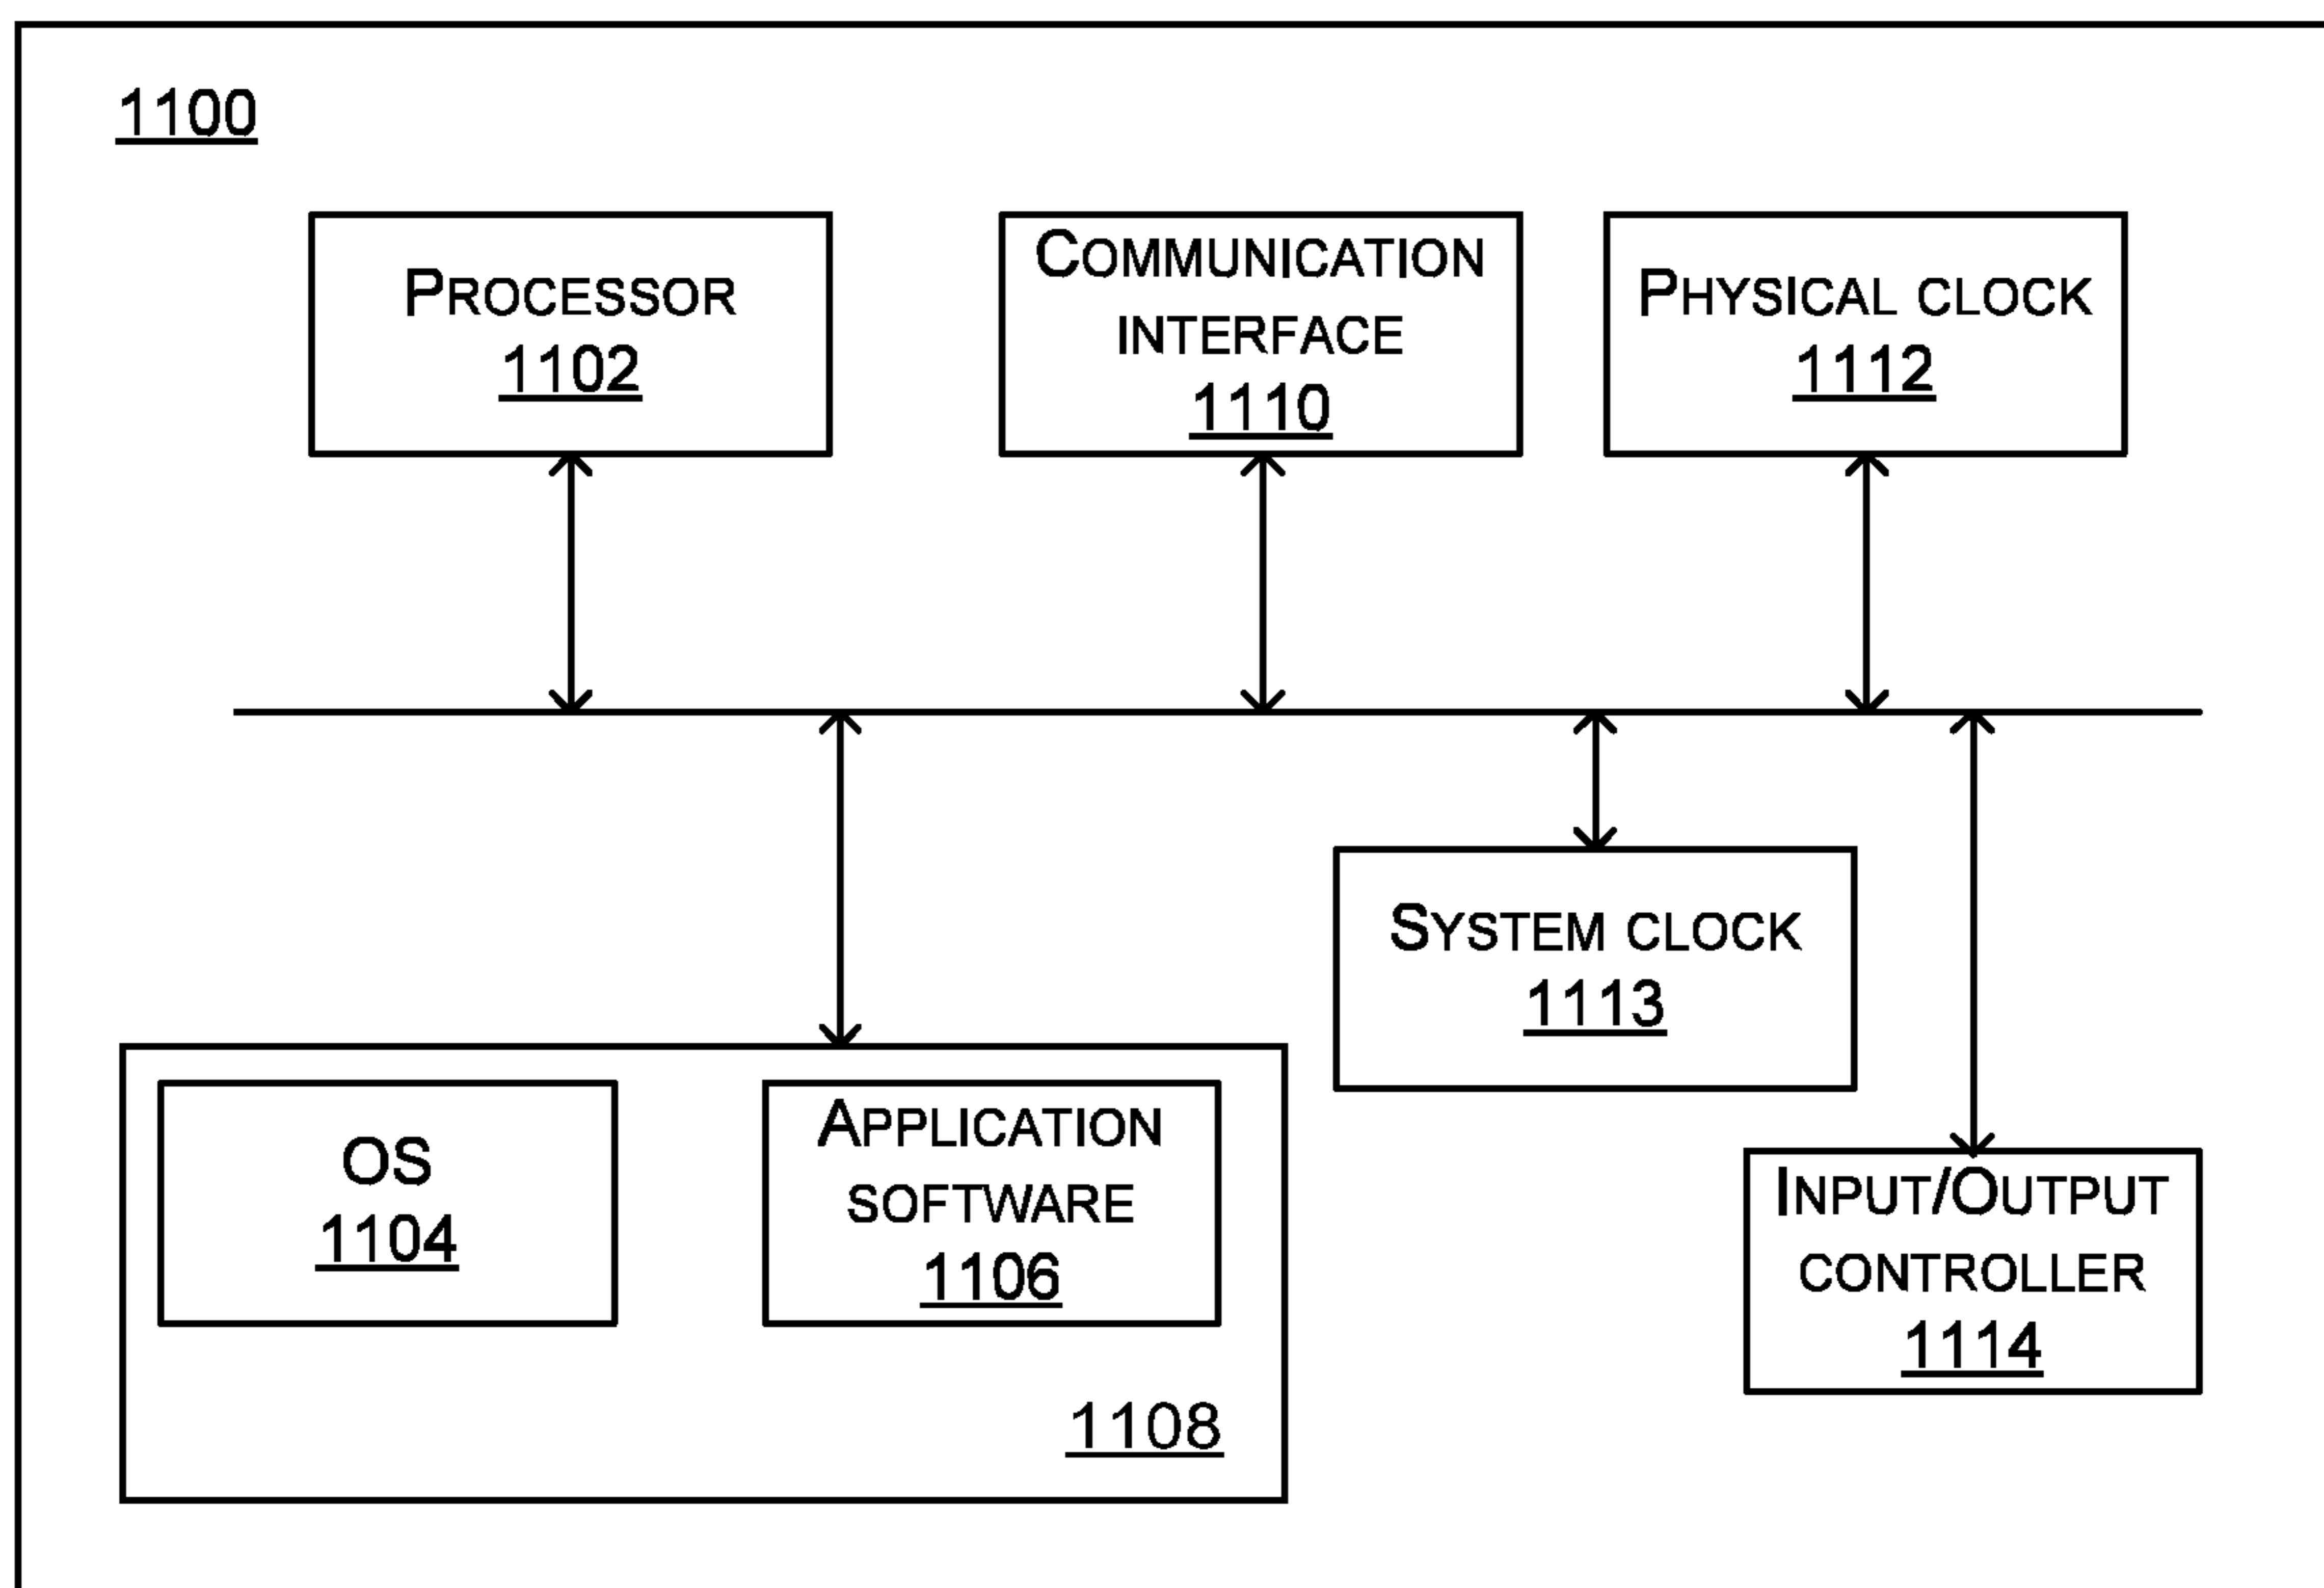 1100
PROCESSOR
1102
COMMUNICATION
INTERFACE
1110
PHYSICAL CLOCK
1112
SYSTEM CLOCK
1113
OS
1104
APPLICATION
SOFTWARE
1106
1108
INPUT/OUTPUT
CONTROLLER
1114